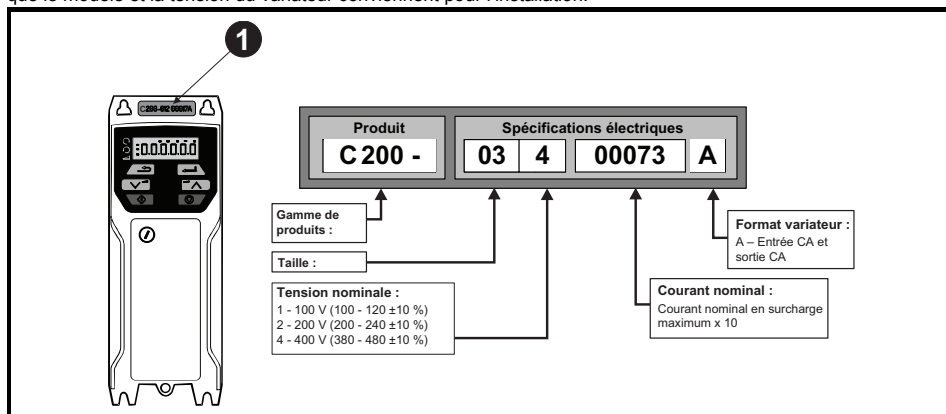 que le modèle et la tension du variateur conviennent pour l'installation.
1
Produit
Spécifications électriques
C 200 -
03 4 00073 A
Gamme de
produits :
Taille :
Tension nominale :
1 - 100 V (100 - 120 ±10 %)
2 - 200 V (200 - 240 ±10 %)
4 - 400 V (380 - 480 ±10 %)
Format variateur :
A – Entrée CA et
sortie CA
Courant nominal :
Courant nominal en surcharge
maximum x 10